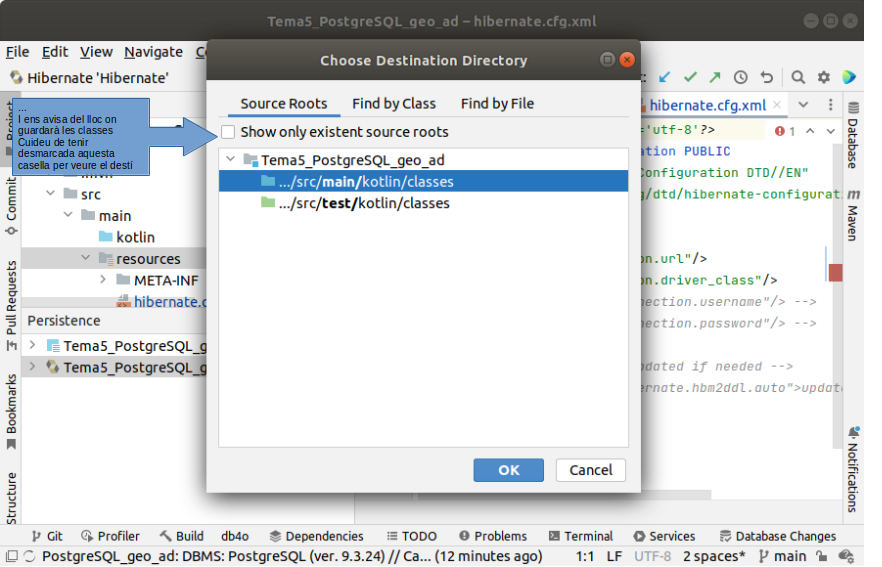 Tema5_PostgreSQL_geo_ad – hibernate.cfg.xml
File Edit View Navigate
Hibernate 'Hibernate'
Choose Destination Directory
Source Roots Find by Class Find by File
Show only existent source roots
Tema5_PostgreSQL_geo_ad
.../src/main/kotlin/classes
.../src/test/kotlin/classes
OK Cancel
...
I ens avisa del lloc on
guardarà les classes
Cuideu de tenir
desmarcada aquesta
casella per veure el destí
Project
Commit
Pull Requests
Bookmarks
Structure
src
main
kotlin
resources
META-INF
hibernate.c
Persistence
Tema5_PostgreSQL_g
Tema5_PostgreSQL_g
hibernate.cfg.xml
='utf-8'?> 1
ation PUBLIC
Configuration DTD//EN"
/dtd/hibernate-configurat
on.url"/>
on.driver_class"/>
nection.username"/> -->
nection.password"/> -->
dated if needed -->
ernate.hbm2ddl.auto">updat
Database
m Maven
Notifications
Git Profiler Build db4o Dependencies TODO Problems Terminal Services Database Changes
PostgreSQL_geo_ad: DBMS: PostgreSQL (ver. 9.3.24) // Ca... (12 minutes ago) 1:1 LF UTF-8 2 spaces* main